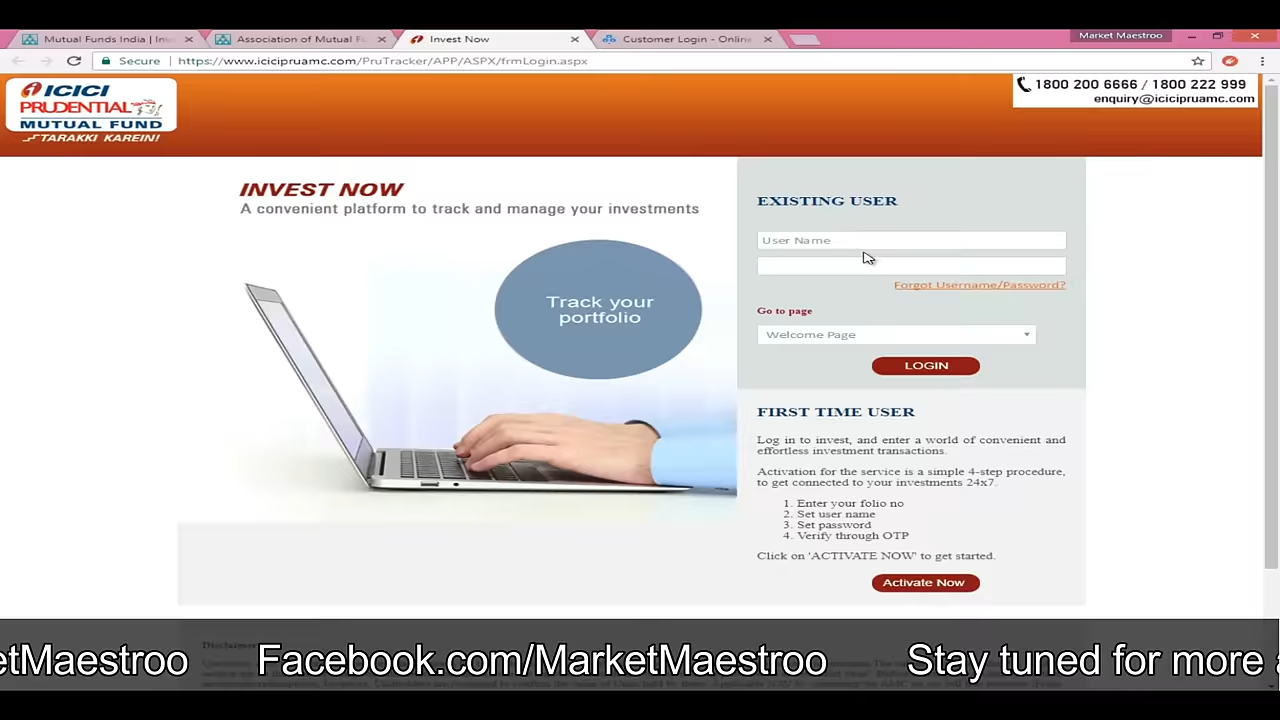 Market Maestroo
Mutual Funds India | In
Association of Mutual F
Invest Now
Customer Login - Online
Secure
https://www.icicipruamc.com/PruTracker/APP/ASPX/frmLogin.aspx
ICICI
PRUDENTIAL
MUTUAL FUND
TARAKKI KAREIN!
1800 200 6666 / 1800 222 999
enquiry@icicipruamc.com
INVEST NOW
A convenient platform to track and manage your investments
Track your
portfolio
EXISTING USER
User Name
Forgot Username/Password?
Go to page
Welcome Page
LOGIN
FIRST TIME USER
Log in to invest, and enter a world of convenient and
effortless investment transactions.
Activation for the service is a simple 4-step procedure,
to get connected to your investments 24x7.
1. Enter your folio no
2. Set user name
3. Set password
4. Verify through OTP
Click on 'ACTIVATE NOW' to get started.
Activate Now
Disclaimer
etMaestroo Facebook.com/MarketMaestroo Stay tuned for more